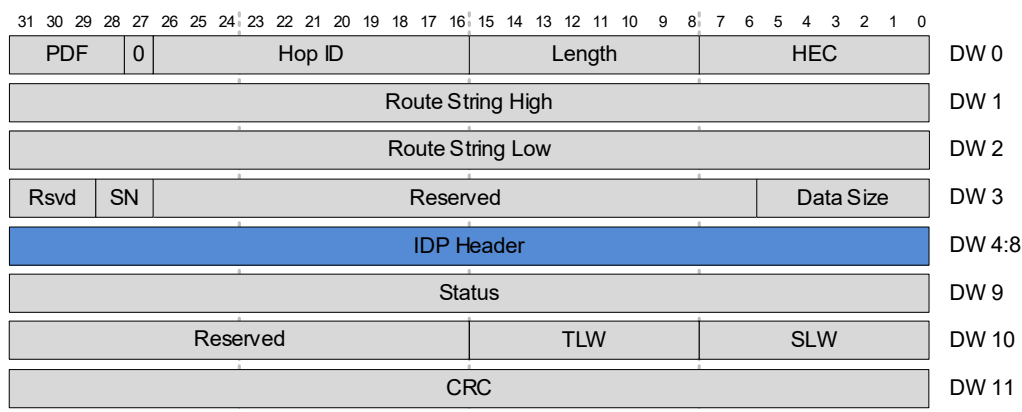 31 30 29 28 27 26 25 24 23 22 21 20 19 18 17 16 15 14 13 12 11 10 9 8 7 6 5 4 3 2 1 0
PDF 0 Hop ID Length HEC DW 0
Route String High DW 1
Route String Low DW 2
Rsvd SN Reserved Data Size DW 3
IDP Header DW 4:8
Status DW 9
Reserved TLW SLW DW 10
CRC DW 11